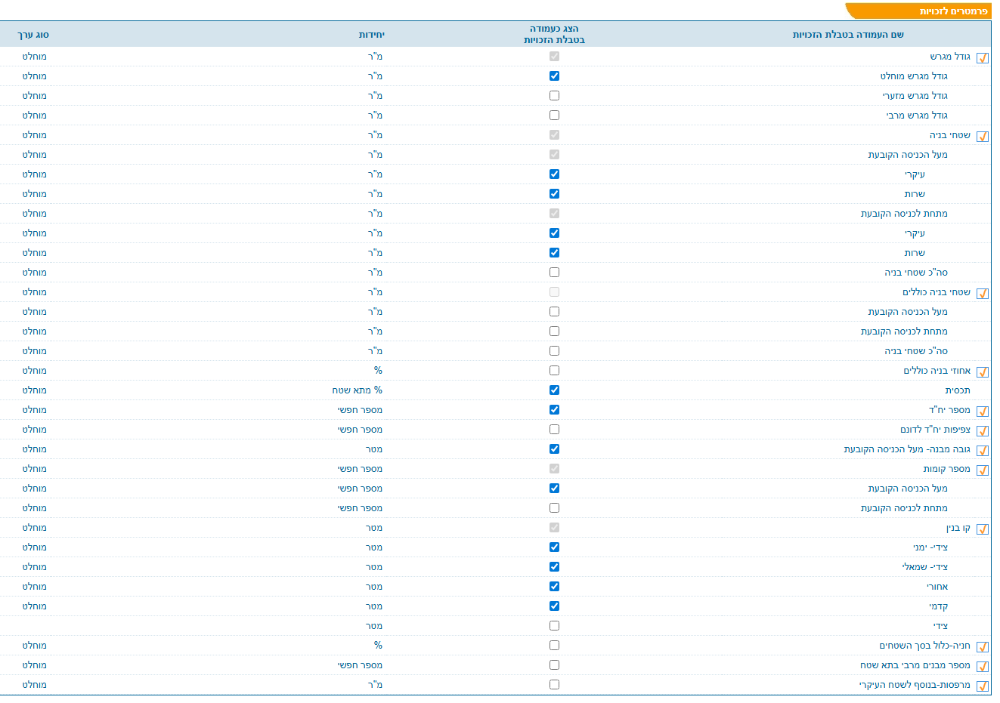 פרמטרים לזכויות
שם העמודה בטבלת הזכויות הצג כעמודה בטבלת הזכויות יחידות סוג ערך
גודל מגרש מ"ר מוחלט
גודל מגרש מוחלט מ"ר מוחלט
גודל מגרש מזערי מ"ר מוחלט
גודל מגרש מרבי מ"ר מוחלט
שטחי בניה מ"ר מוחלט
מעל הכניסה הקובעת מ"ר מוחלט
עיקרי מ"ר מוחלט
שרות מ"ר מוחלט
מתחת לכניסה הקובעת מ"ר מוחלט
עיקרי מ"ר מוחלט
שרות מ"ר מוחלט
סה"כ שטחי בניה מ"ר מוחלט
שטחי בניה כוללים מ"ר מוחלט
מעל הכניסה הקובעת מ"ר מוחלט
מתחת לכניסה הקובעת מ"ר מוחלט
סה"כ שטחי בניה מ"ר מוחלט
אחוזי בניה כוללים % מוחלט
תכסית % מתא שטח מוחלט
מספר יח"ד מספר חפשי מוחלט
צפיפות יח"ד לדונם מספר חפשי מוחלט
גובה מבנה- מעל הכניסה הקובעת מטר מוחלט
מספר קומות מספר חפשי מוחלט
מעל הכניסה הקובעת מספר חפשי מוחלט
מתחת לכניסה הקובעת מספר חפשי מוחלט
קו בנין מטר מוחלט
צידי- ימני מטר מוחלט
צידי- שמאלי מטר מוחלט
אחורי מטר מוחלט
קדמי מטר מוחלט
צידי מטר
חניה-כלול בסך השטחים % מוחלט
מספר מבנים מרבי בתא שטח מספר חפשי מוחלט
מרפסות-בנוסף לשטח העיקרי מ"ר מוחלט